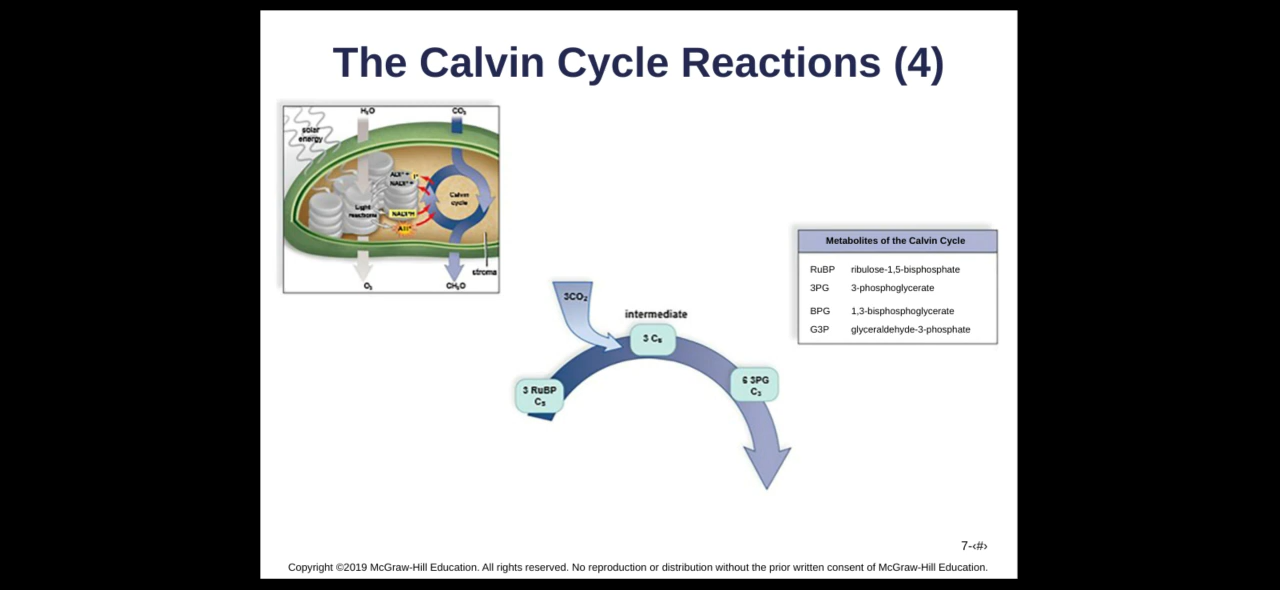 The Calvin Cycle Reactions (4)
H₂O
CO₂
solar
energy
ADP +
NADP+
Calvin
cycle
Light
reactions
NADPH
ATP
stroma
O₂
CH₂O
Metabolites of the Calvin Cycle
RuBP ribulose-1,5-bisphosphate
3PG 3-phosphoglycerate
BPG 1,3-bisphosphoglycerate
G3P glyceraldehyde-3-phosphate
3CO₂
intermediate
3 C₆
3 RuBP
C₅
6 3PG
C₃
7-‹#›
Copyright ©2019 McGraw-Hill Education. All rights reserved. No reproduction or distribution without the prior written consent of McGraw-Hill Education.